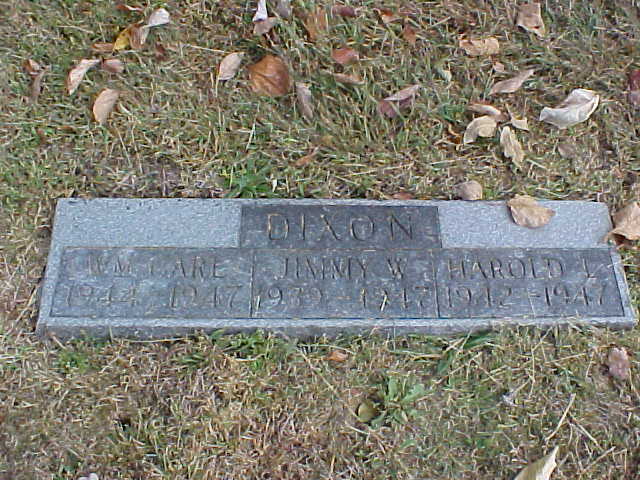 DIXON
WM. CARL JIMMY W. HAROLD L.
1944 - 1947 1939 - 1947 1942 - 1947